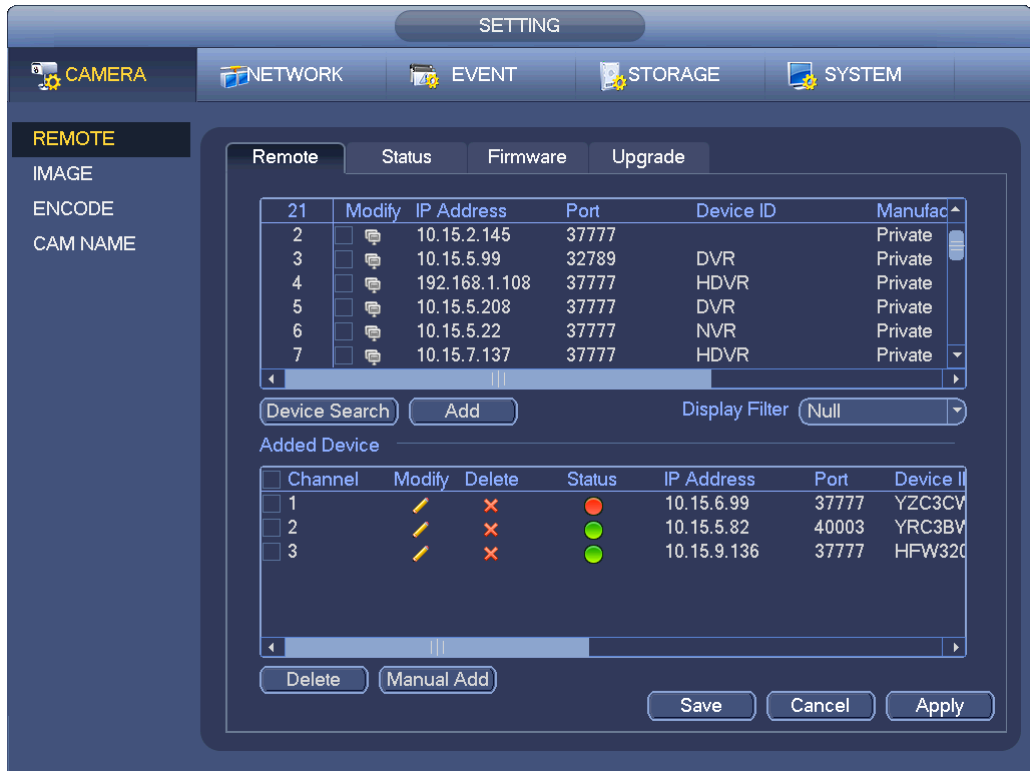 SETTING
CAMERA NETWORK EVENT STORAGE SYSTEM
REMOTE
IMAGE
ENCODE
CAM NAME
Remote Status Firmware Upgrade
21 Modify IP Address Port Device ID Manufac
2 10.15.2.145 37777 Private
3 10.15.5.99 32789 DVR Private
4 192.168.1.108 37777 HDVR Private
5 10.15.5.208 37777 DVR Private
6 10.15.5.22 37777 NVR Private
7 10.15.7.137 37777 HDVR Private
Device Search Add Display Filter Null
Added Device
Channel Modify Delete Status IP Address Port Device I
1 10.15.6.99 37777 YZC3CW
2 10.15.5.82 40003 YRC3BW
3 10.15.9.136 37777 HFW320
Delete Manual Add
Save Cancel Apply